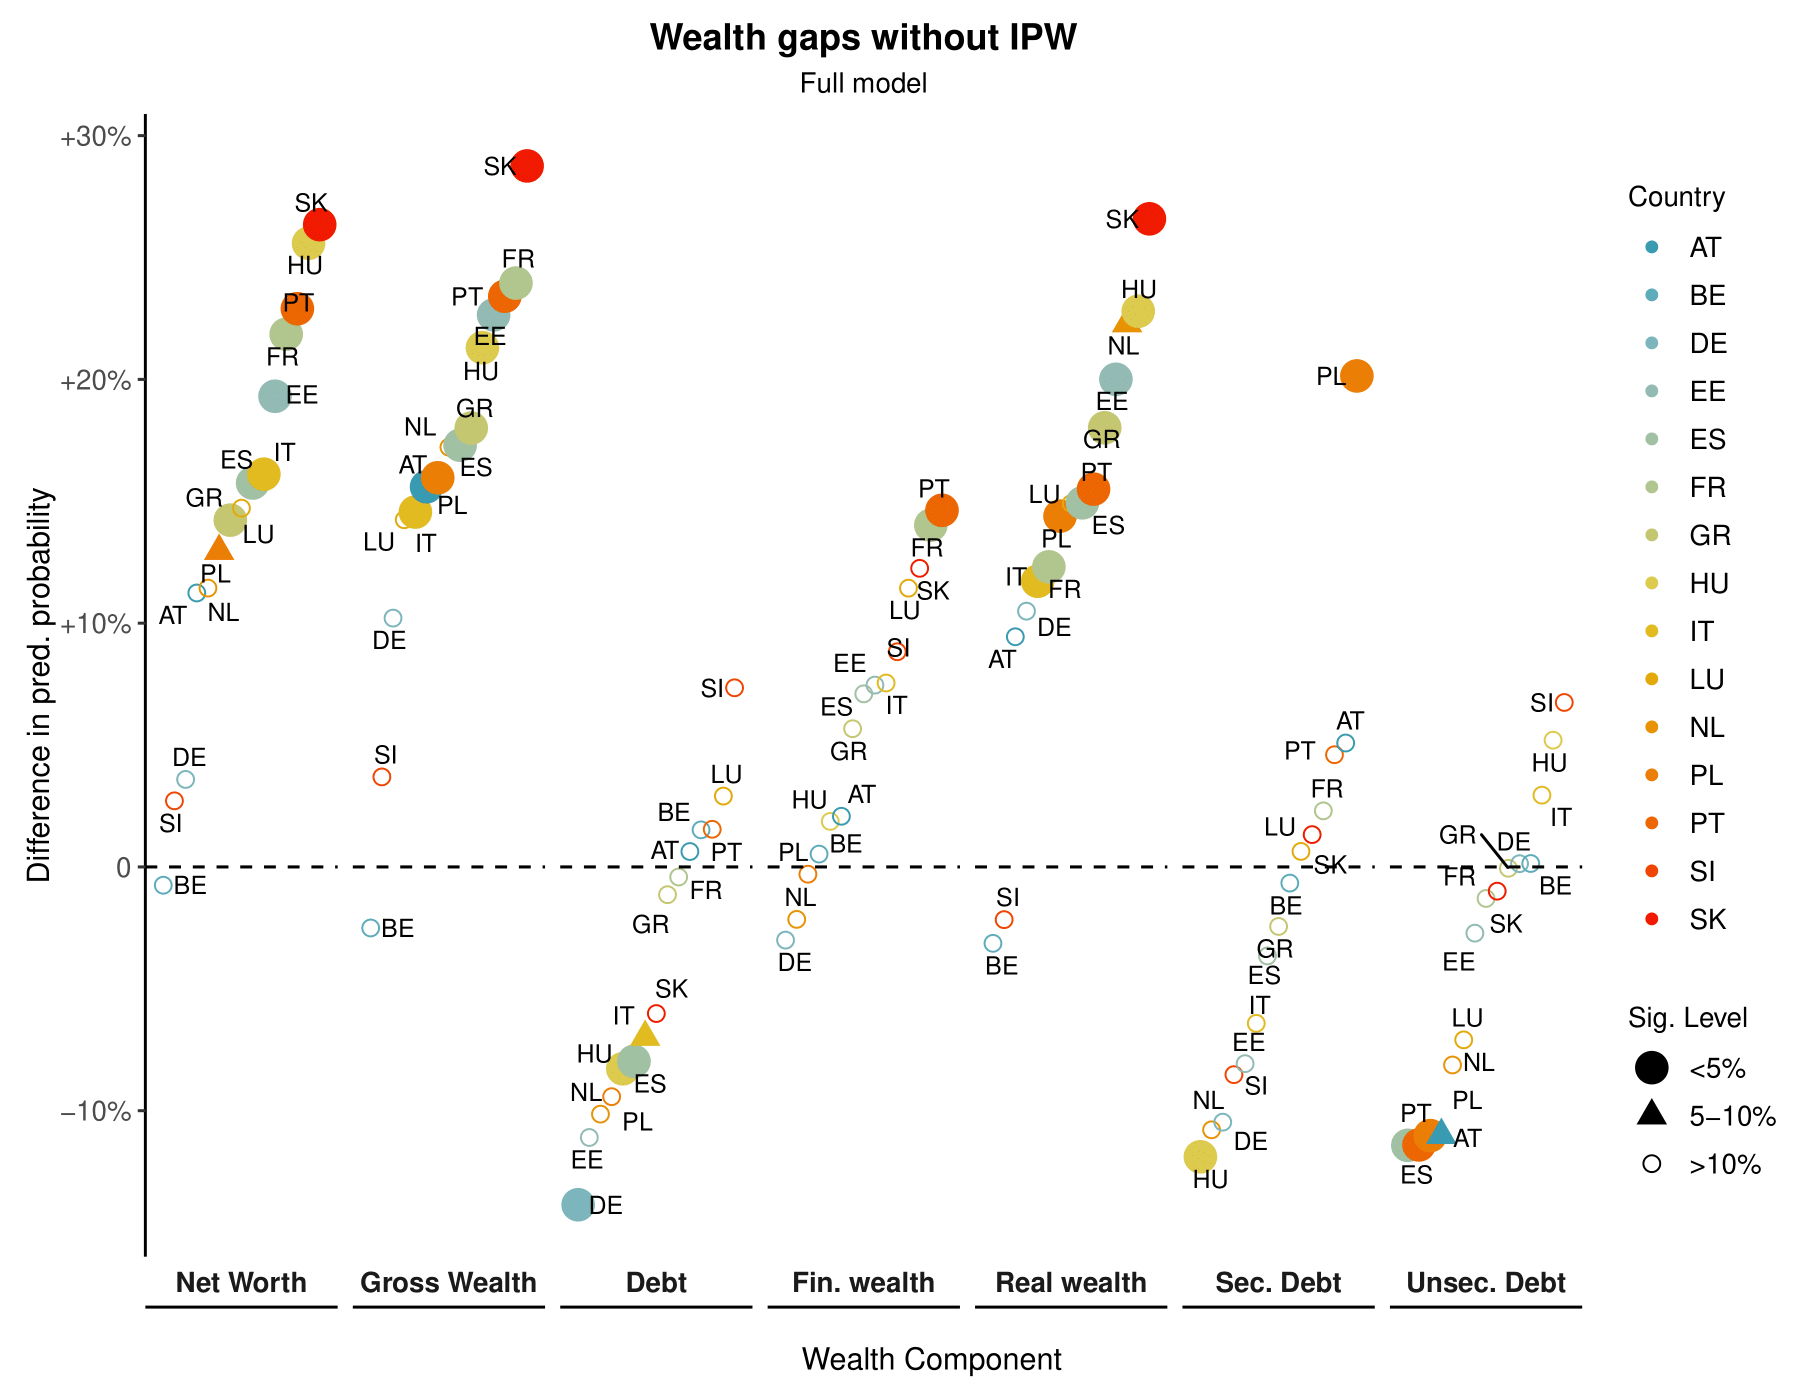 Wealth gaps without IPW
Full model
Difference in pred. probability
+30%
+20%
+10%
0
−10%
SK
HU
PT
FR
EE
IT
ES
GR
LU
PL
AT
NL
DE
SI
BE
SK
FR
PT
EE
HU
GR
NL
AT
ES
PL
LU
IT
DE
SI
BE
SI
LU
BE
AT
PT
FR
GR
SK
IT
HU
ES
NL
PL
EE
DE
PT
FR
SK
LU
SI
EE
IT
ES
GR
HU
AT
BE
PL
NL
DE
SK
HU
NL
EE
GR
PT
LU
ES
PL
IT
FR
DE
AT
SI
BE
PL
AT
PT
FR
LU
SK
BE
GR
ES
IT
EE
SI
NL
DE
HU
SI
HU
IT
GR
DE
FR
BE
SK
EE
LU
NL
PL
PT
AT
ES
Net Worth
Gross Wealth
Debt
Fin. wealth
Real wealth
Sec. Debt
Unsec. Debt
Wealth Component
Country
AT
BE
DE
EE
ES
FR
GR
HU
IT
LU
NL
PL
PT
SI
SK
Sig. Level
<5%
5−10%
>10%